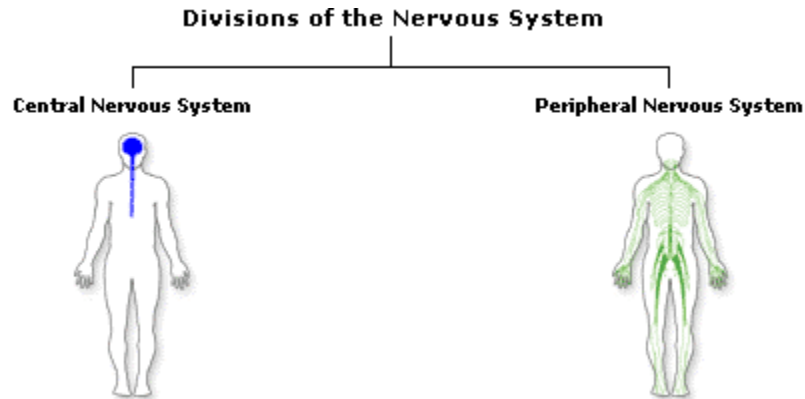 Divisions of the Nervous System
Central Nervous System
Peripheral Nervous System